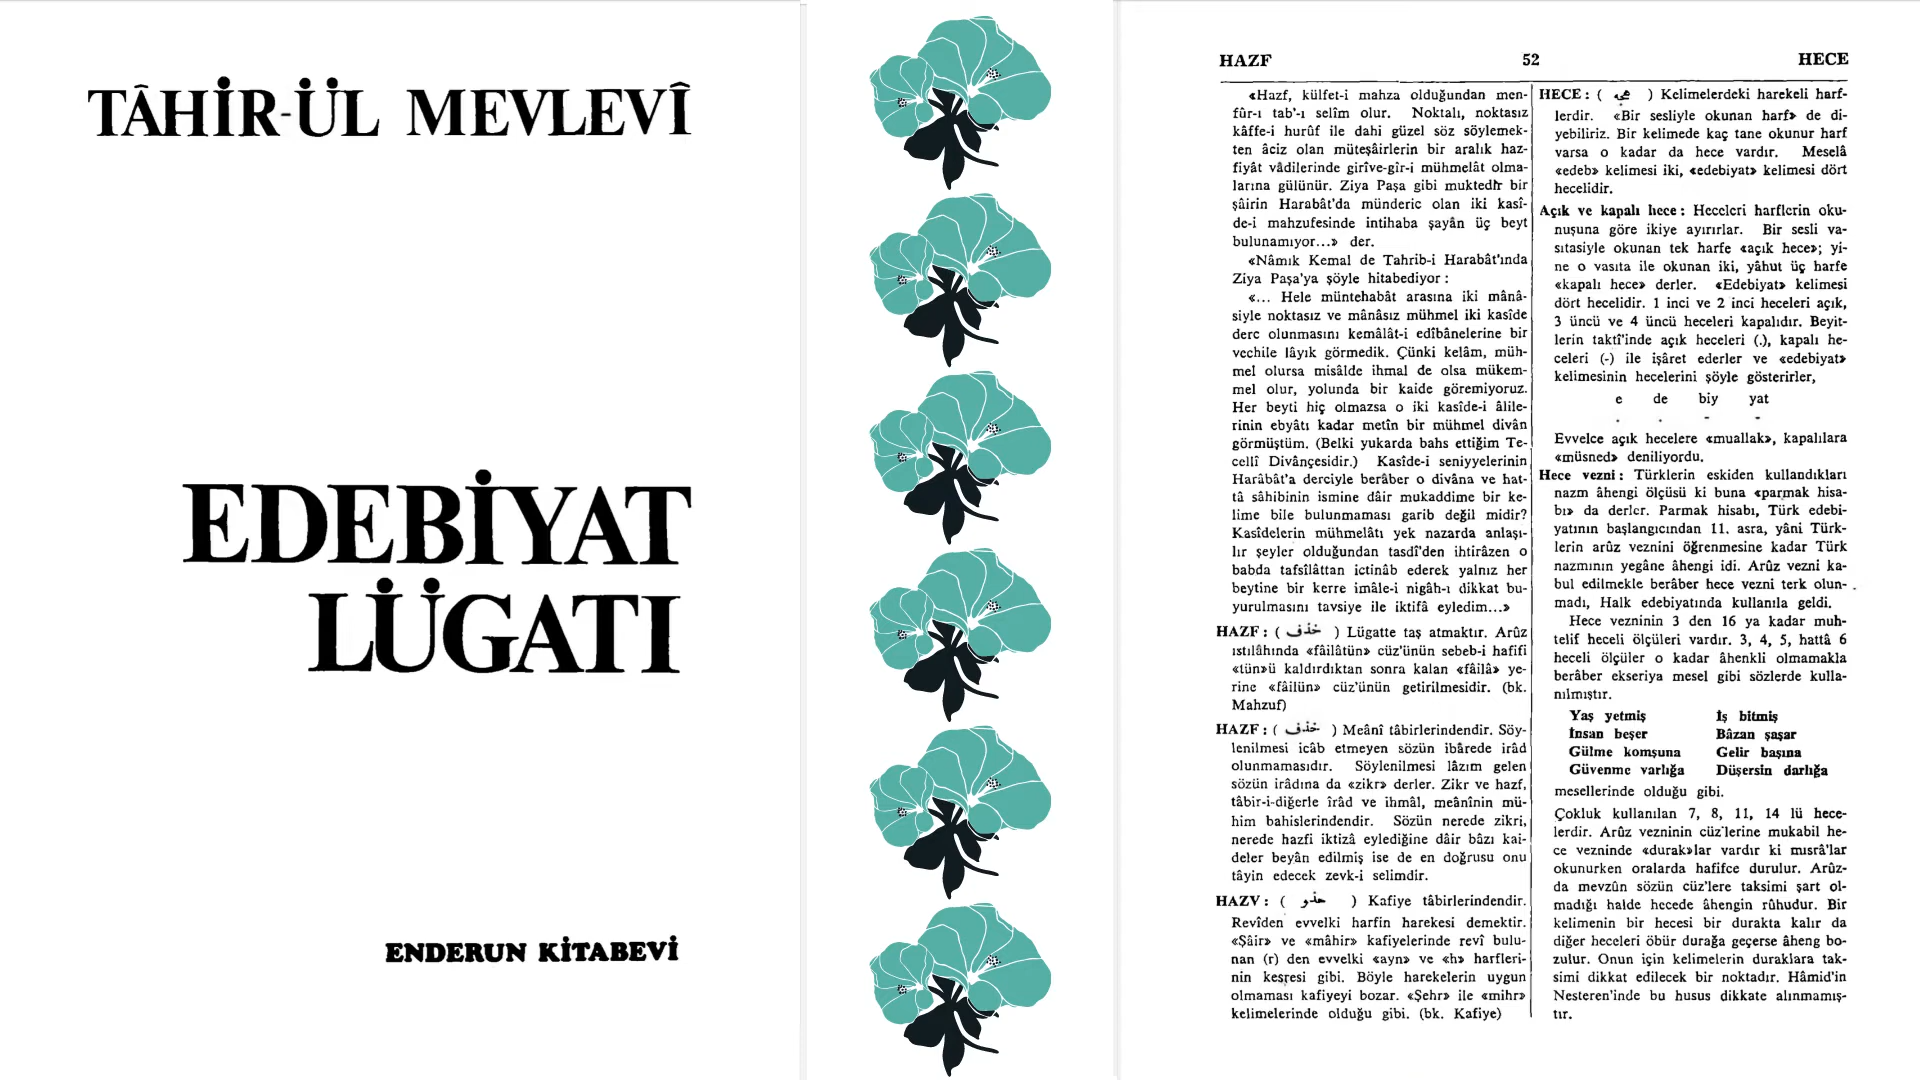 TÂHİR-ÜL MEVLEVÎ
EDEBİYAT
LÜGATI
ENDERUN KİTABEVİ
HAZF 52 HECE
«Hazf, külfet-i mahza olduğundan men-
fûr-ı tab'-ı selîm olur. Noktalı, noktasız
kâffe-i hurûf ile dahi güzel söz söylemek-
ten âciz olan müteşâirlerin bir aralık haz-
fiyât vâdilerinde girîve-gîr-i mühmelât olma-
larına gülünür. Ziya Paşa gibi muktedir bir
şâirin Harabât'da münderic olan iki kasî-
de-i mahzufesinde intihaba şayân üç beyt
bulunamıyor...» der.
«Nâmık Kemal de Tahrib-i Harabât'ında
Ziya Paşa'ya şöyle hitabediyor :
«... Hele müntehabât arasına iki mânâ-
siyle noktasız ve mânâsız mühmel iki kasîde
derc olunmasını kemâlât-i edîbânelerine bir
vechile lâyık görmedik. Çünki kelâm, müh-
mel olursa misâlde ihmal de olsa mükem-
mel olur, yolunda bir kaide göremiyoruz.
Her beyti hiç olmazsa o iki kasîde-i âlile-
rinin ebyâtı kadar metîn bir mühmel divân
görmüştüm. (Belki yukarda bahs ettiğim Te-
cellî Divânçesidir.) Kasîde-i seniyyelerinin
Harâbât'a derciyle berâber o divâna ve hat-
tâ sâhibinin ismine dâir mukaddime bir ke-
lime bile bulunmaması garib değil midir?
Kasîdelerin mühmelâtı yek nazarda anlaşı-
lır şeyler olduğundan tasdî'den ihtirâzen o
babda tafsîlâttan ictinâb ederek yalnız her
beytine bir kerre imâle-i nigâh-ı dikkat bu-
yurulmasını tavsiye ile iktifâ eyledim...»
HAZF : ( خذف ) Lügatte taş atmaktır. Arûz
ıstılâhında «fâilâtün» cüz'ünün sebeb-i hafifi
«tün»ü kaldırdıktan sonra kalan «fâilâ» ye-
rine «fâilün» cüz'ünün getirilmesidir. (bk.
Mahzuf)
HAZF : ( خذف ) Meânî tâbirlerindendir. Söy-
lenilmesi icâb etmeyen sözün ibârede irâd
olunmamasıdır. Söylenilmesi lâzım gelen
sözün irâdına da «zikr» derler. Zikr ve hazf,
tâbir-i-diğerle îrâd ve ihmâl, meânînin mü-
him bahislerindendir. Sözün nerede zikri,
nerede hazfi iktizâ eylediğine dâir bâzı kai-
deler beyân edilmiş ise de en doğrusu onu
tâyin edecek zevk-i selimdir.
HAZV : ( حذو ) Kafiye tâbirlerindendir.
Revîden evvelki harfin harekesi demektir.
«Şâir» ve «mâhir» kafiyelerinde revî bulu-
nan (r) den evvelki «ayn» ve «h» harfleri-
nin kesresi gibi. Böyle harekelerin uygun
olmaması kafiyeyi bozar. «Şehr» ile «mihr»
kelimelerinde olduğu gibi. (bk. Kafiye)
HECE : ( ) Kelimelerdeki harekeli harf-
lerdir. «Bir sesliyle okunan harf» de di-
yebiliriz. Bir kelimede kaç tane okunur harf
varsa o kadar da hece vardır. Meselâ
«edeb» kelimesi iki, «edebiyat» kelimesi dört
hecelidir.
Açık ve kapalı hece : Heceleri harflerin oku-
nuşuna göre ikiye ayırırlar. Bir sesli va-
sıtasiyle okunan tek harfe «açık hece»; yi-
ne o vasıta ile okunan iki, yâhut üç harfe
«kapalı hece» derler. «Edebiyat» kelimesi
dört hecelidir. 1 inci ve 2 inci heceleri açık,
3 üncü ve 4 üncü heceleri kapalıdır. Beyit-
lerin taktî'inde açık heceleri (.), kapalı he-
celeri (-) ile işâret ederler ve «edebiyat»
kelimesinin hecelerini şöyle gösterirler,
e de biy yat
. . - -
Evvelce açık hecelere «muallak», kapalılara
«müsned» deniliyordu.
Hece vezni : Türklerin eskiden kullandıkları
nazm âhengi ölçüsü ki buna «parmak hisa-
bı» da derler. Parmak hisabı, Türk edebi-
yatının başlangıcından 11. asra, yâni Türk-
lerin arûz veznini öğrenmesine kadar Türk
nazmının yegâne âhengi idi. Arûz vezni ka-
bul edilmekle berâber hece vezni terk olun-
madı, Halk edebiyatında kullanıla geldi.
Hece vezninin 3 den 16 ya kadar muh-
telif heceli ölçüleri vardır. 3, 4, 5, hattâ 6
heceli ölçüler o kadar âhenkli olmamakla
berâber ekseriya mesel gibi sözlerde kulla-
nılmıştır.
Yaş yetmiş İş bitmiş
İnsan beşer Bâzan şaşar
Gülme komşuna Gelir başına
Güvenme varlığa Düşersin darlığa
mesellerinde olduğu gibi.
Çokluk kullanılan 7, 8, 11, 14 lü hece-
lerdir. Arûz vezninin cüz'lerine mukabil he-
ce vezninde «durak»lar vardır ki mısrâ'lar
okunurken oralarda hafifce durulur. Arûz-
da mevzûn sözün cüz'lere taksimi şart ol-
madığı halde hecede âhengin rûhudur. Bir
kelimenin bir hecesi bir durakta kalır da
diğer heceleri öbür durağa geçerse âheng bo-
zulur. Onun için kelimelerin duraklara tak-
simi dikkat edilecek bir noktadır. Hâmid'in
Nesteren'inde bu husus dikkate alınmamış-
tır.